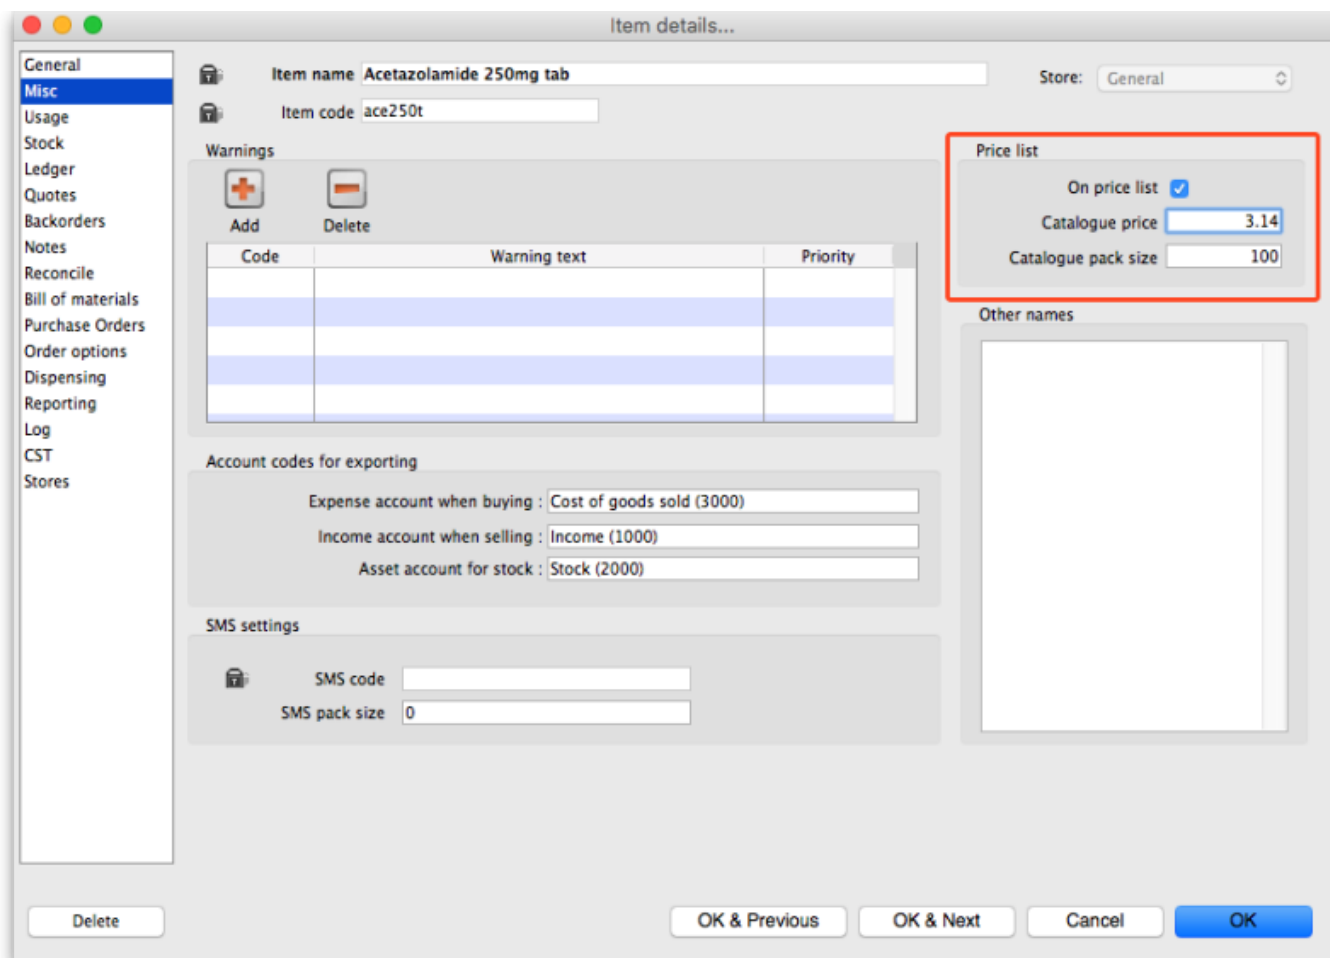 Item details...
General
Misc
Usage
Stock
Ledger
Quotes
Backorders
Notes
Reconcile
Bill of materials
Purchase Orders
Order options
Dispensing
Reporting
Log
CST
Stores
Item name Acetazolamide 250mg tab
Store: General
Item code ace250t
Warnings
Add Delete
Code Warning text Priority
Price list
On price list
Catalogue price 3.14
Catalogue pack size 100
Other names
Account codes for exporting
Expense account when buying : Cost of goods sold (3000)
Income account when selling : Income (1000)
Asset account for stock : Stock (2000)
SMS settings
SMS code
SMS pack size 0
Delete OK & Previous OK & Next Cancel OK